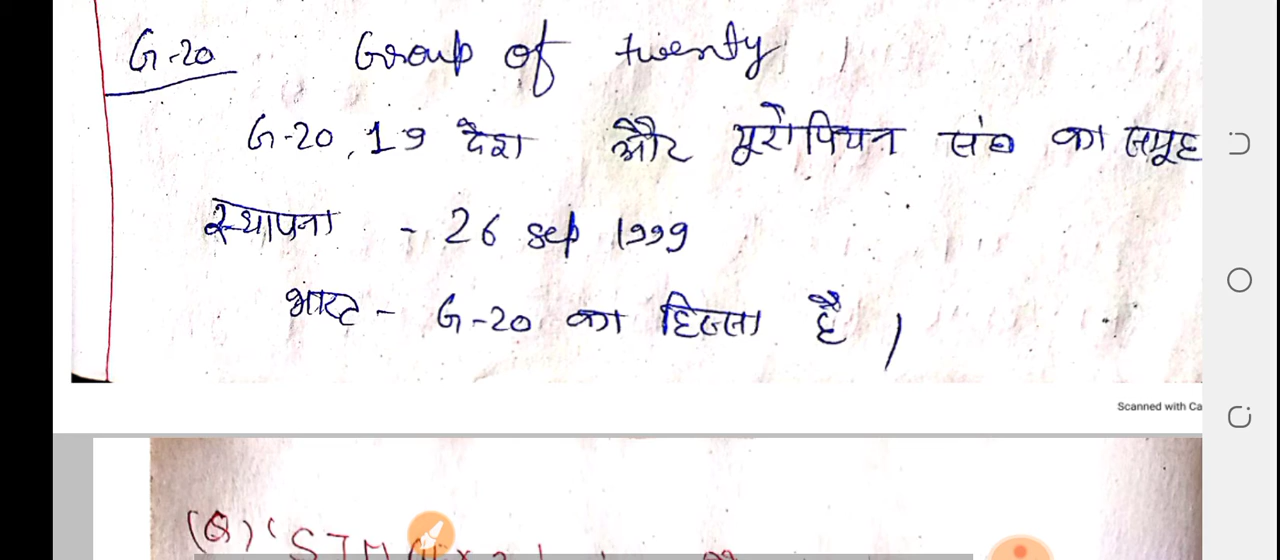 G-20 Group of twenty |
G-20, 19 देश और यूरोपियन संघ का समूह
स्थापना - 26 sep 1999
भारत - G-20 का हिस्सा है |
Scanned with Ca
(Q)